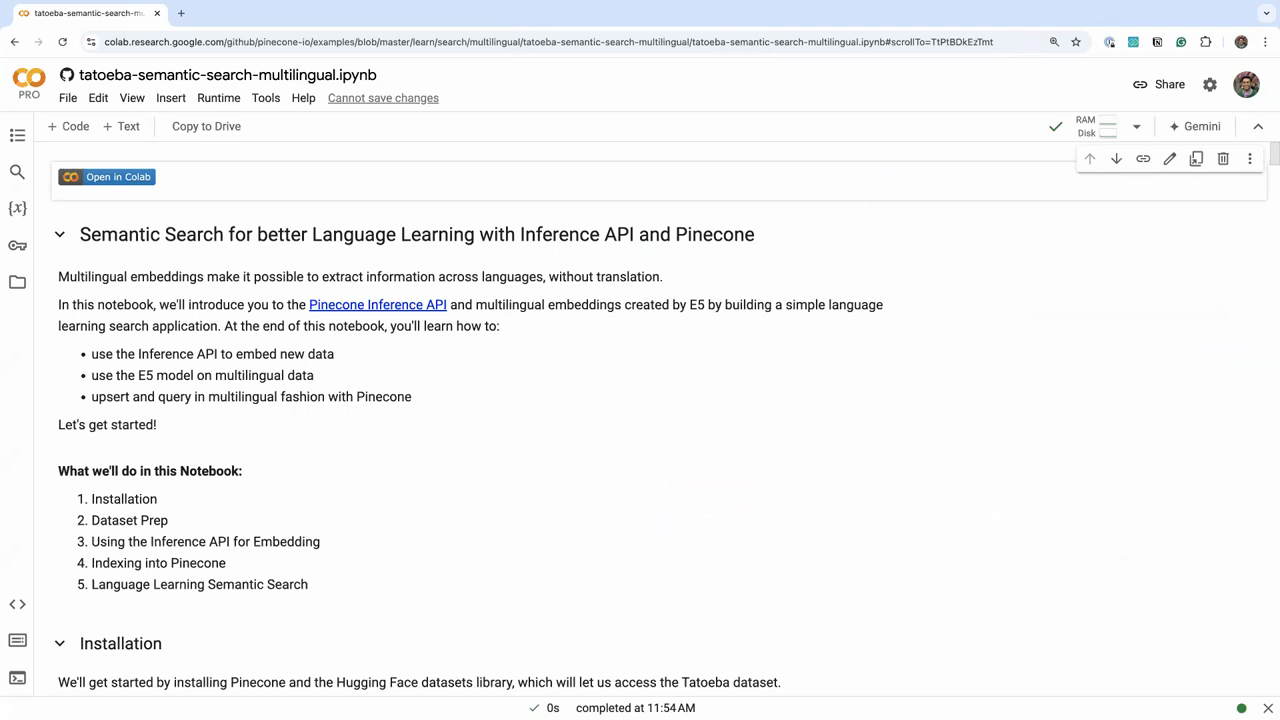 tatoeba-semantic-search-mu
colab.research.google.com/github/pinecone-io/examples/blob/master/learn/search/multilingual/tatoeba-semantic-search-multilingual/tatoeba-semantic-search-multilingual.ipynb#scrollTo=TtPtBDkEzTmt
PRO
tatoeba-semantic-search-multilingual.ipynb
File Edit View Insert Runtime Tools Help Cannot save changes
Share
+ Code + Text Copy to Drive
RAM
Disk
Gemini
Open in Colab
{x}
Semantic Search for better Language Learning with Inference API and Pinecone
Multilingual embeddings make it possible to extract information across languages, without translation.
In this notebook, we'll introduce you to the Pinecone Inference API and multilingual embeddings created by E5 by building a simple language
learning search application. At the end of this notebook, you'll learn how to:
• use the Inference API to embed new data
• use the E5 model on multilingual data
• upsert and query in multilingual fashion with Pinecone
Let's get started!
What we'll do in this Notebook:
1. Installation
2. Dataset Prep
3. Using the Inference API for Embedding
4. Indexing into Pinecone
5. Language Learning Semantic Search
Installation
We'll get started by installing Pinecone and the Hugging Face datasets library, which will let us access the Tatoeba dataset.
0s completed at 11:54 AM